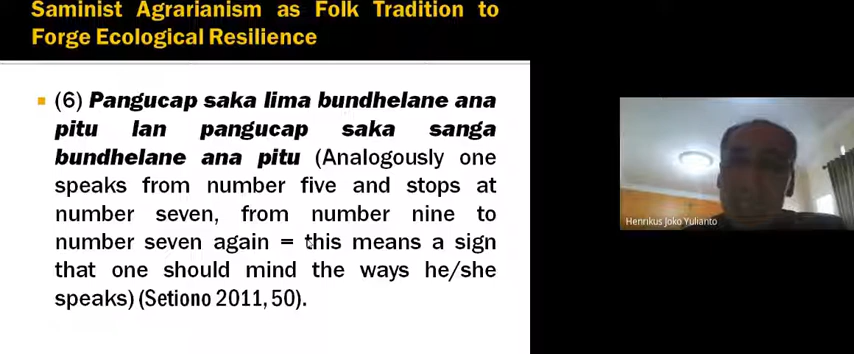 Saminist Agrarianism as Folk Tradition to
Forge Ecological Resilience
(6) Pangucap saka lima bundhelane ana
pitu lan pangucap saka sanga
bundhelane ana pitu (Analogously one
speaks from number five and stops at
number seven, from number nine to
number seven again = this means a sign
that one should mind the ways he/she
speaks) (Setiono 2011, 50).
Henrikus Joko Yulianto